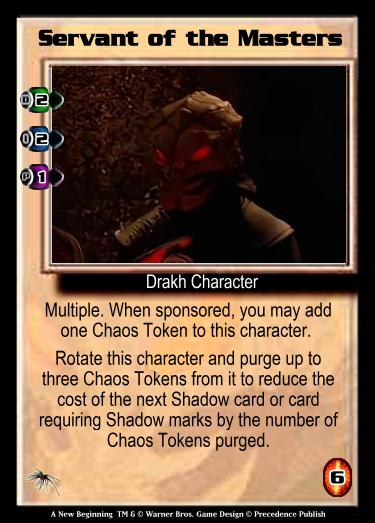 Servant of the Masters
D 2
I 2
P 1
Drakh Character
Multiple. When sponsored, you may add
one Chaos Token to this character.
Rotate this character and purge up to
three Chaos Tokens from it to reduce the
cost of the next Shadow card or card
requiring Shadow marks by the number of
Chaos Tokens purged.
6
A New Beginning TM & © Warner Bros. Game Design © Precedence Publish